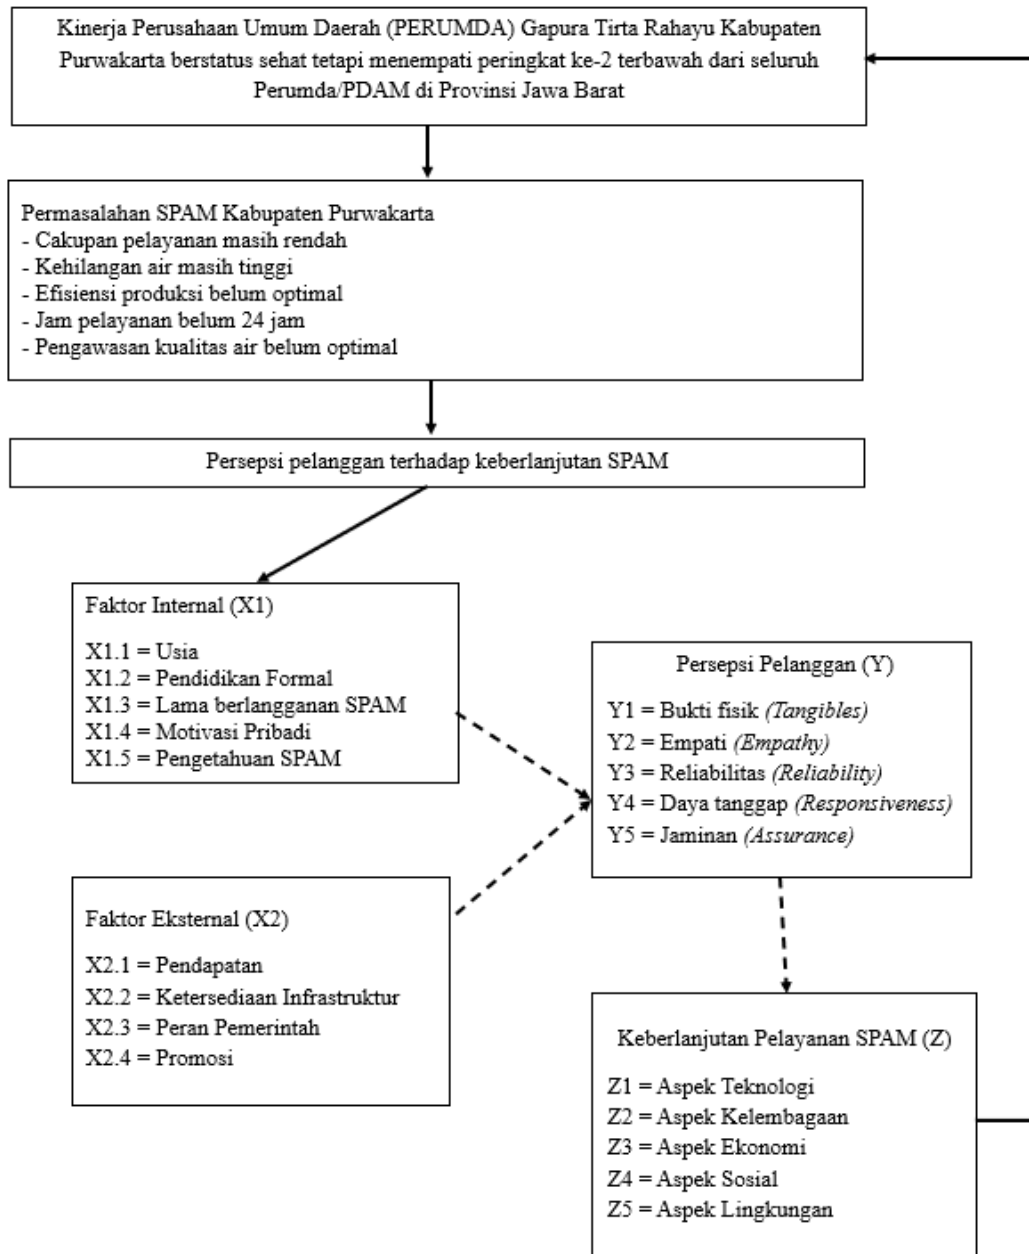 Kinerja Perusahaan Umum Daerah (PERUMDA) Gapura Tirta Rahayu Kabupaten
Purwakarta berstatus sehat tetapi menempati peringkat ke-2 terbawah dari seluruh
Perumda/PDAM di Provinsi Jawa Barat
Permasalahan SPAM Kabupaten Purwakarta
- Cakupan pelayanan masih rendah
- Kehilangan air masih tinggi
- Efisiensi produksi belum optimal
- Jam pelayanan belum 24 jam
- Pengawasan kualitas air belum optimal
Persepsi pelanggan terhadap keberlanjutan SPAM
Faktor Internal (X1)
X1.1 = Usia
X1.2 = Pendidikan Formal
X1.3 = Lama berlangganan SPAM
X1.4 = Motivasi Pribadi
X1.5 = Pengetahuan SPAM
Persepsi Pelanggan (Y)
Y1 = Bukti fisik (Tangibles)
Y2 = Empati (Empathy)
Y3 = Reliabilitas (Reliability)
Y4 = Daya tanggap (Responsiveness)
Y5 = Jaminan (Assurance)
Faktor Eksternal (X2)
X2.1 = Pendapatan
X2.2 = Ketersediaan Infrastruktur
X2.3 = Peran Pemerintah
X2.4 = Promosi
Keberlanjutan Pelayanan SPAM (Z)
Z1 = Aspek Teknologi
Z2 = Aspek Kelembagaan
Z3 = Aspek Ekonomi
Z4 = Aspek Sosial
Z5 = Aspek Lingkungan